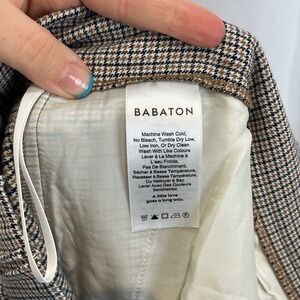 BABATON
Machine Wash Cold,
No Bleach, Tumble Dry Low,
Low Iron, Or Dry Clean
Wash With Like Colours
Laver à La Machine à
L'eau Froide,
Pas De Blanchiment,
Sécher à Basse Température,
Repasser à Basse Température,
Ou Nettoyer à Sec
Laver Avec Des Couleurs
Semblables
A little love
goes a long way.